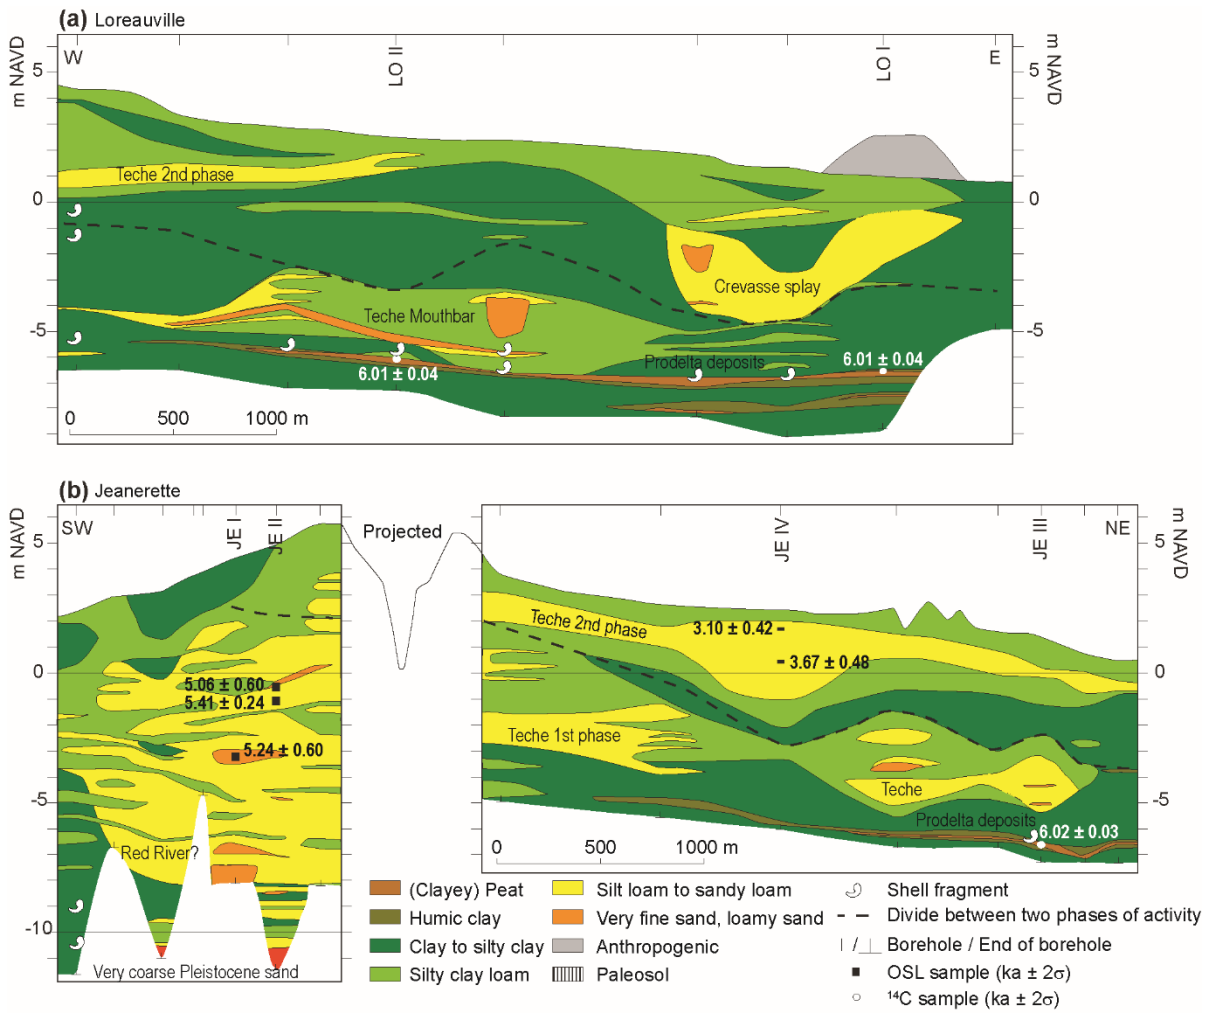 (a) Loreauville
W
LO II
LO I
E
m NAVD
m NAVD
5
5
Teche 2nd phase
0
0
Crevasse splay
Teche Mouthbar
-5
-5
Prodelta deposits
6.01 ± 0.04
6.01 ± 0.04
0 500 1000 m
(b) Jeanerette
SW
JE I
JE II
Projected
JE IV
JE III
NE
m NAVD
m NAVD
5
5
Teche 2nd phase
3.10 ± 0.42
3.67 ± 0.48
0
0
5.06 ± 0.60
5.41 ± 0.24
Teche 1st phase
5.24 ± 0.60
Teche
-5
-5
Prodelta deposits
6.02 ± 0.03
Red River?
0 500 1000 m
-10
Very coarse Pleistocene sand
(Clayey) Peat
Humic clay
Clay to silty clay
Silty clay loam
Silt loam to sandy loam
Very fine sand, loamy sand
Anthropogenic
Paleosol
Shell fragment
Divide between two phases of activity
Borehole / End of borehole
OSL sample (ka ± 2σ)
¹⁴C sample (ka ± 2σ)